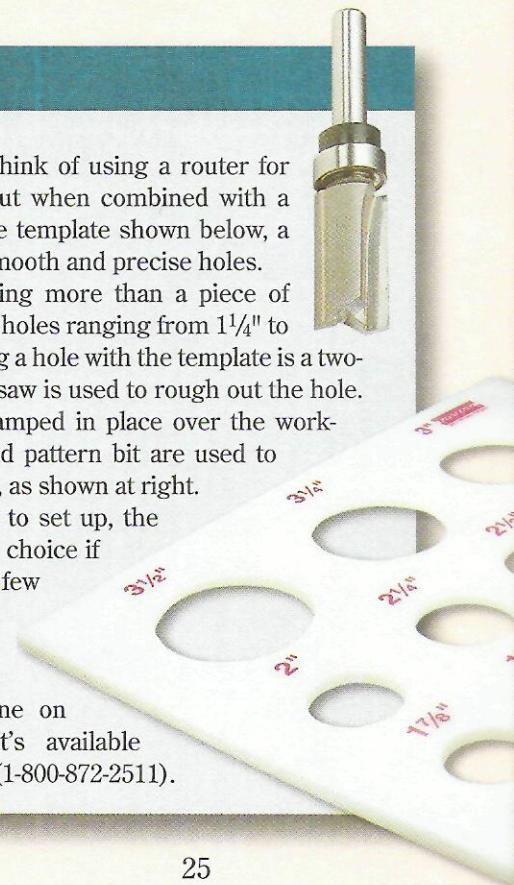 hink of using a router for
ut when combined with a
e template shown below, a
mooth and precise holes.
ing more than a piece of
holes ranging from 1¼" to
g a hole with the template is a two-
saw is used to rough out the hole.
amped in place over the work-
d pattern bit are used to
, as shown at right.
to set up, the
choice if
few
ne on
t's available
(1-800-872-2511).
3"
3¼"
3½"
2¼"
2"
1⅞"
25